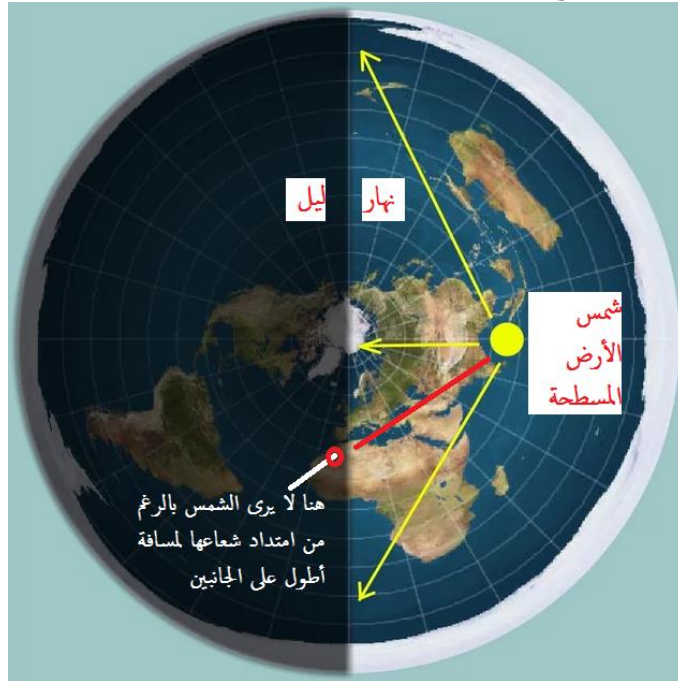 نهار
ليل
شمس
الأرض
المسطحة
هنا لا يرى الشمس بالرغم
من امتداد شعاعها لمسافة
أطول على الجانبين